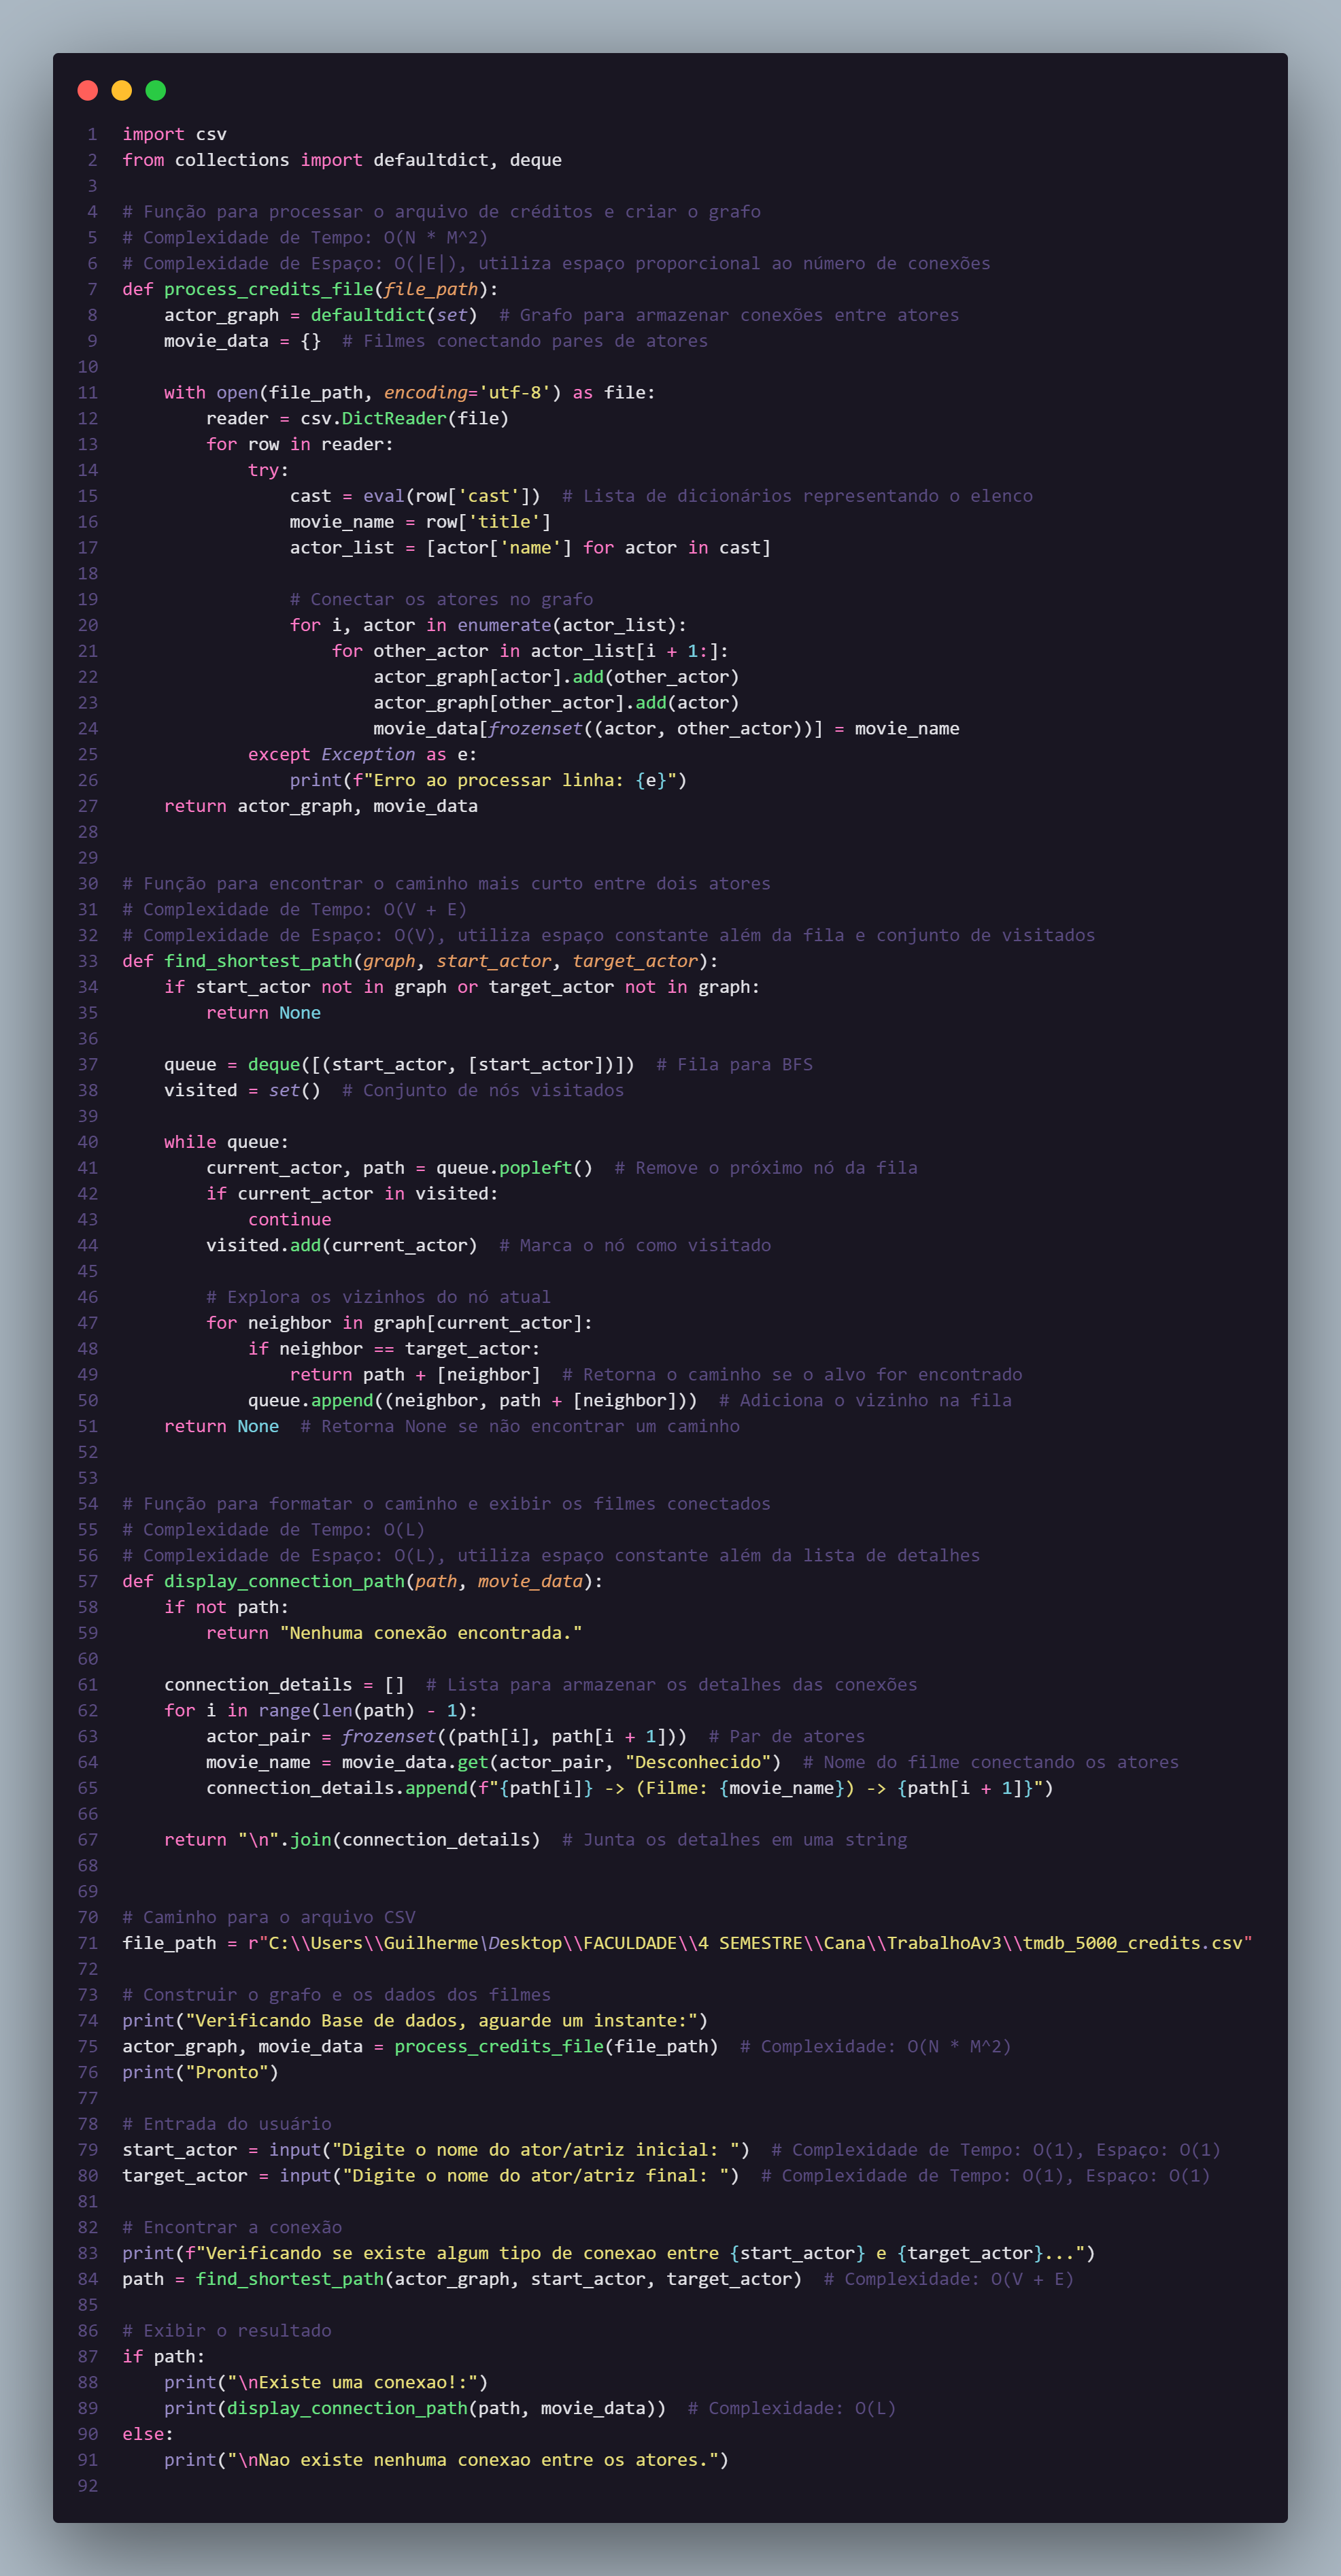 1 import csv
2 from collections import defaultdict, deque
3
4 # Função para processar o arquivo de créditos e criar o grafo
5 # Complexidade de Tempo: O(N * M^2)
6 # Complexidade de Espaço: O(|E|), utiliza espaço proporcional ao número de conexões
7 def process_credits_file(file_path):
8     actor_graph = defaultdict(set)  # Grafo para armazenar conexões entre atores
9     movie_data = {}  # Filmes conectando pares de atores
10
11     with open(file_path, encoding='utf-8') as file:
12         reader = csv.DictReader(file)
13         for row in reader:
14             try:
15                 cast = eval(row['cast'])  # Lista de dicionários representando o elenco
16                 movie_name = row['title']
17                 actor_list = [actor['name'] for actor in cast]
18
19                 # Conectar os atores no grafo
20                 for i, actor in enumerate(actor_list):
21                     for other_actor in actor_list[i + 1:]:
22                         actor_graph[actor].add(other_actor)
23                         actor_graph[other_actor].add(actor)
24                         movie_data[frozenset((actor, other_actor))] = movie_name
25             except Exception as e:
26                 print(f"Erro ao processar linha: {e}")
27     return actor_graph, movie_data
28
29
30 # Função para encontrar o caminho mais curto entre dois atores
31 # Complexidade de Tempo: O(V + E)
32 # Complexidade de Espaço: O(V), utiliza espaço constante além da fila e conjunto de visitados
33 def find_shortest_path(graph, start_actor, target_actor):
34     if start_actor not in graph or target_actor not in graph:
35         return None
36
37     queue = deque([(start_actor, [start_actor])])  # Fila para BFS
38     visited = set()  # Conjunto de nós visitados
39
40     while queue:
41         current_actor, path = queue.popleft()  # Remove o próximo nó da fila
42         if current_actor in visited:
43             continue
44         visited.add(current_actor)  # Marca o nó como visitado
45
46         # Explora os vizinhos do nó atual
47         for neighbor in graph[current_actor]:
48             if neighbor == target_actor:
49                 return path + [neighbor]  # Retorna o caminho se o alvo for encontrado
50             queue.append((neighbor, path + [neighbor]))  # Adiciona o vizinho na fila
51     return None  # Retorna None se não encontrar um caminho
52
53
54 # Função para formatar o caminho e exibir os filmes conectados
55 # Complexidade de Tempo: O(L)
56 # Complexidade de Espaço: O(L), utiliza espaço constante além da lista de detalhes
57 def display_connection_path(path, movie_data):
58     if not path:
59         return "Nenhuma conexão encontrada."
60
61     connection_details = []  # Lista para armazenar os detalhes das conexões
62     for i in range(len(path) - 1):
63         actor_pair = frozenset((path[i], path[i + 1]))  # Par de atores
64         movie_name = movie_data.get(actor_pair, "Desconhecido")  # Nome do filme conectando os atores
65         connection_details.append(f"{path[i]} -> (Filme: {movie_name}) -> {path[i + 1]}")
66
67     return "\n".join(connection_details)  # Junta os detalhes em uma string
68
69
70 # Caminho para o arquivo CSV
71 file_path = r"C:\\Users\\Guilherme\Desktop\\FACULDADE\\4 SEMESTRE\\Cana\\TrabalhoAv3\\tmdb_5000_credits.csv"
72
73 # Construir o grafo e os dados dos filmes
74 print("Verificando Base de dados, aguarde um instante:")
75 actor_graph, movie_data = process_credits_file(file_path)  # Complexidade: O(N * M^2)
76 print("Pronto")
77
78 # Entrada do usuário
79 start_actor = input("Digite o nome do ator/atriz inicial: ")  # Complexidade de Tempo: O(1), Espaço: O(1)
80 target_actor = input("Digite o nome do ator/atriz final: ")  # Complexidade de Tempo: O(1), Espaço: O(1)
81
82 # Encontrar a conexão
83 print(f"Verificando se existe algum tipo de conexao entre {start_actor} e {target_actor}...")
84 path = find_shortest_path(actor_graph, start_actor, target_actor)  # Complexidade: O(V + E)
85
86 # Exibir o resultado
87 if path:
88     print("\nExiste uma conexao!:")
89     print(display_connection_path(path, movie_data))  # Complexidade: O(L)
90 else:
91     print("\nNao existe nenhuma conexao entre os atores.")
92